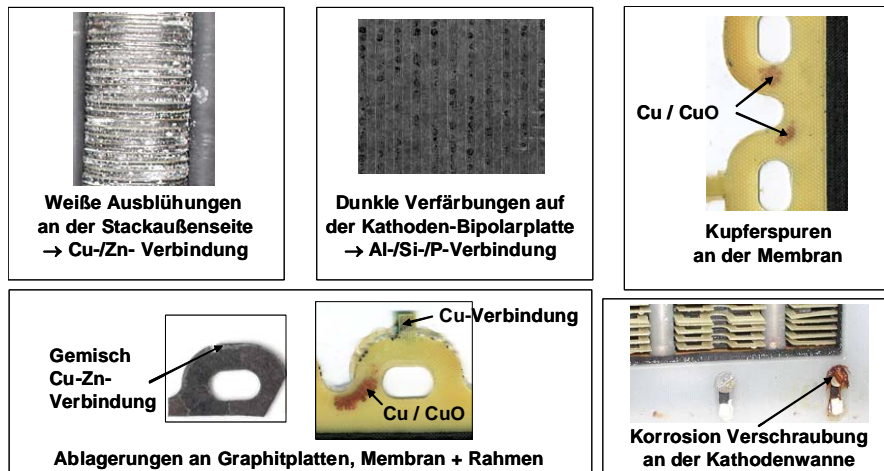 Weiße Ausblühungen
an der Stackaußenseite
→ Cu-/Zn- Verbindung
Dunkle Verfärbungen auf
der Kathoden-Bipolarplatte
→ Al-/Si-/P-Verbindung
Cu / CuO
Kupferspuren
an der Membran
Gemisch
Cu-Zn-
Verbindung
Cu-Verbindung
Cu / CuO
Ablagerungen an Graphitplatten, Membran + Rahmen
Korrosion Verschraubung
an der Kathodenwanne